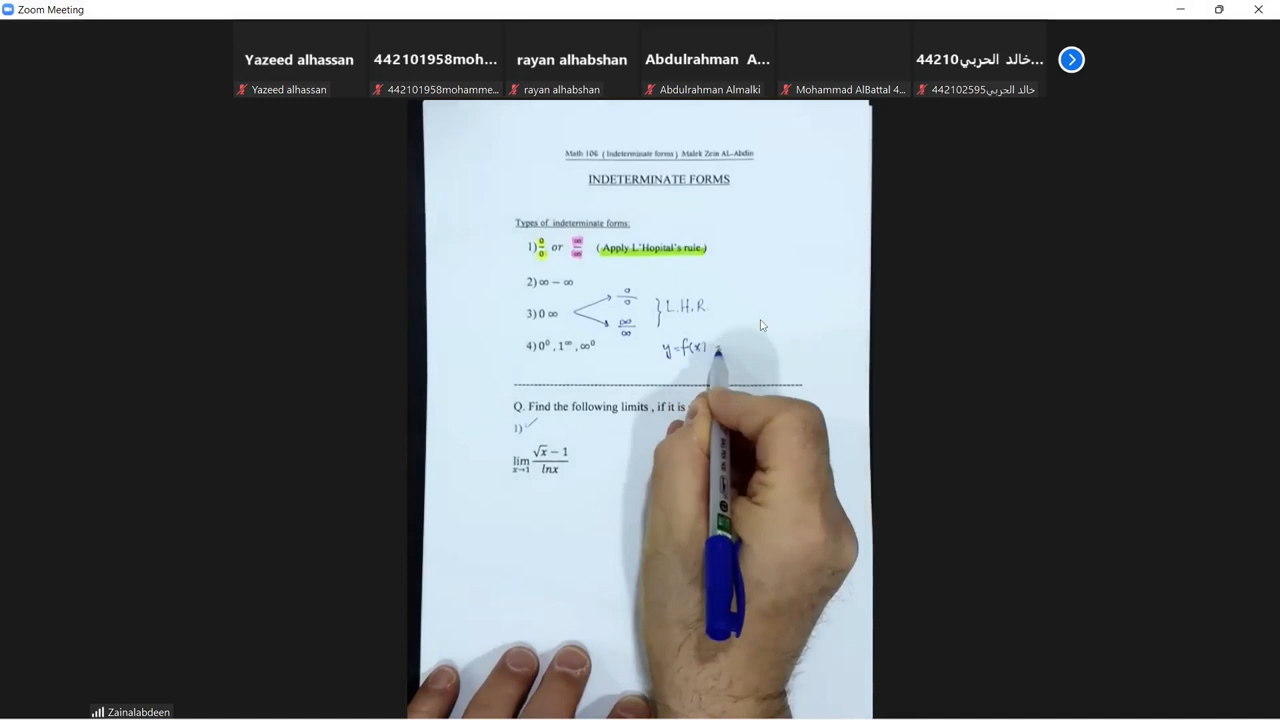 Zoom Meeting
Yazeed alhassan
442101958moh...
rayan alhabshan
Abdulrahman A...
44210خالد الحربي...
Yazeed alhassan
442101958mohamme...
rayan alhabshan
Abdulrahman Almalki
Mohammad AlBattal 4...
442102595خالد الحربي
Math 106 ( Indeterminate forms ) Malek Zein AL-Abdin
INDETERMINATE FORMS
Types of indeterminate forms:
1) 0/0 or ∞/∞ ( Apply L'Hopital's rule )
2) ∞ − ∞
0/0
3) 0 ∞ } L.H.R.
∞/∞
4) 0⁰ , 1^∞ , ∞⁰ y=f(x) =
Q. Find the following limits , if it is
1)
lim x→1 (√x − 1)/lnx
Zainalabdeen